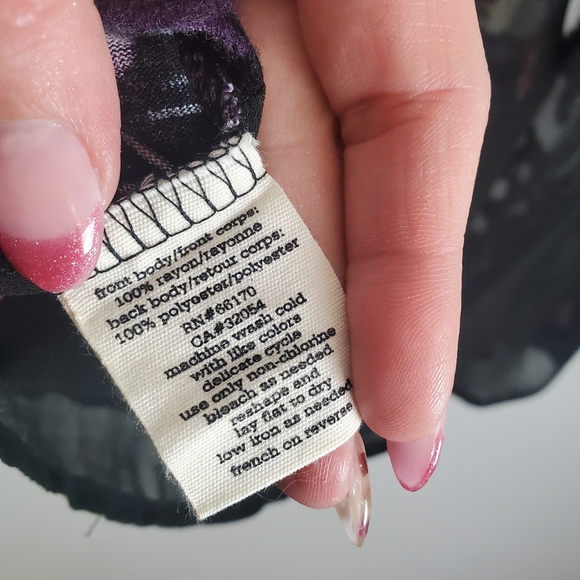 front body/front corps:
100% rayon/rayonne
back body/retour corps:
100% polyester/polyester
RN#66170
CA#32054
machine wash cold
with like colors
delicate cycle
use only non-chlorine
bleach as needed
reshape and
lay flat to dry
low iron as needed
french on reverse